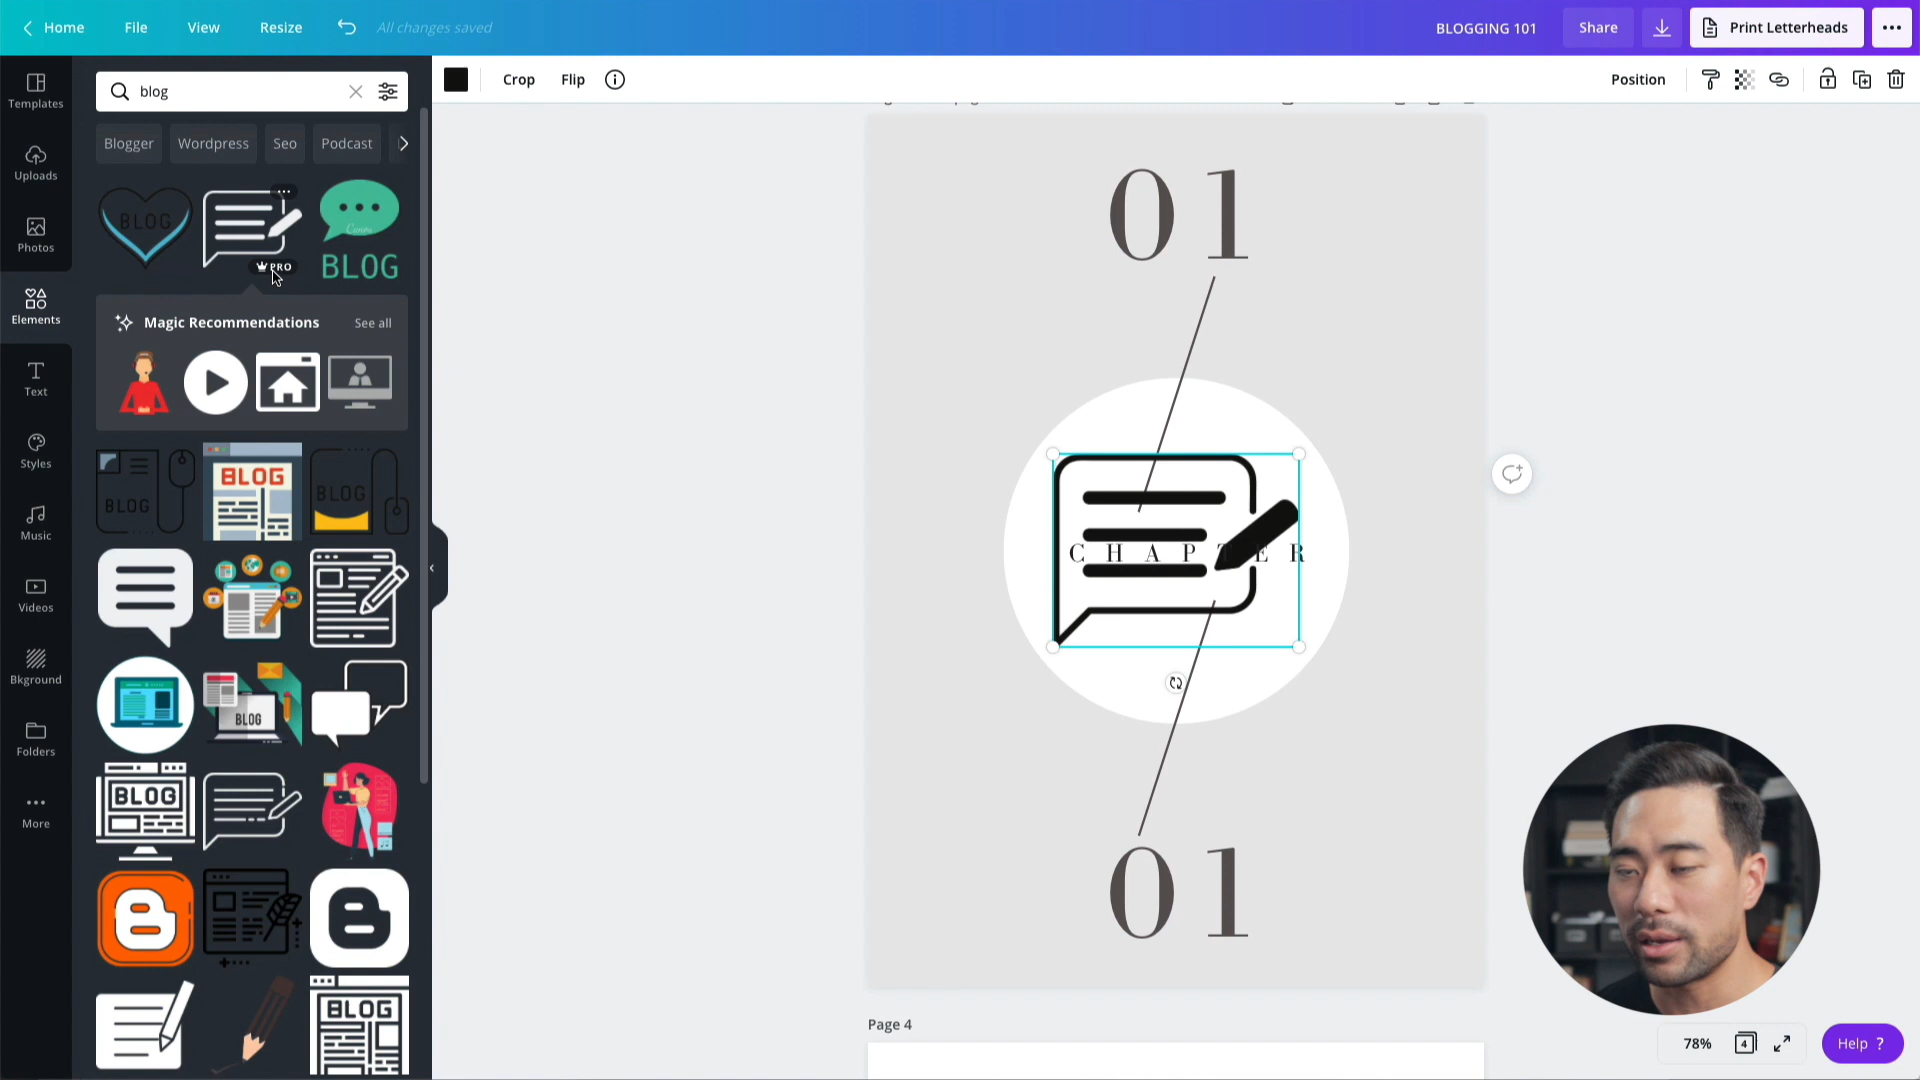 Home
File
View
Resize
All changes saved
BLOGGING 101
Share
Print Letterheads
Templates
Uploads
Photos
Elements
Text
Styles
Music
Videos
Bkground
Folders
More
blog
Blogger
Wordpress
Seo
Podcast
BLOG
PRO
Canva
BLOG
Magic Recommendations
See all
BLOG
BLOG
BLOG
BLOG
BLOG
BLOG
Crop
Flip
Position
01
CHAPTER
01
Page 4
78%
4
Help ?